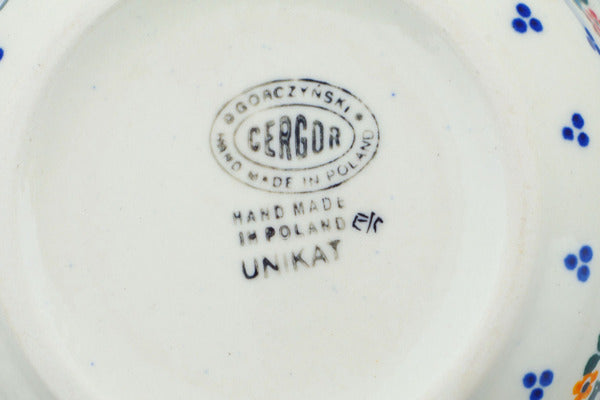 GORCZYŃSKI
CERGOR
HAND MADE IN POLAND
HAND MADE
IN POLAND
UNIKAT